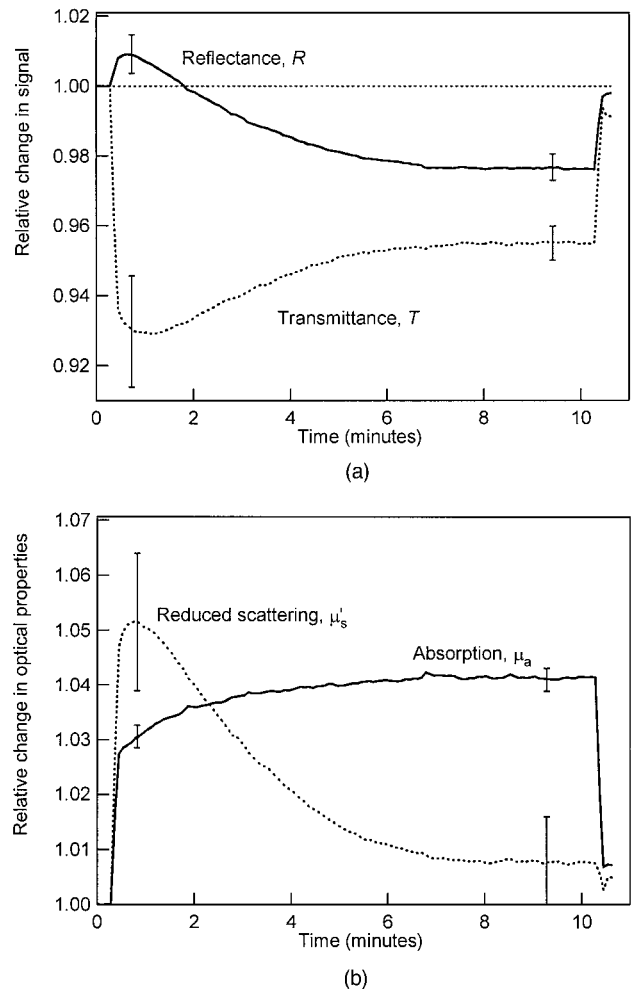 1.02
1.00
0.98
0.96
0.94
0.92
Relative change in signal
Reflectance, R
Transmittance, T
0 2 4 6 8 10
Time (minutes)
(a)
1.07
1.06
1.05
1.04
1.03
1.02
1.01
1.00
Relative change in optical properties
Reduced scattering, μ's
Absorption, μa
0 2 4 6 8 10
Time (minutes)
(b)